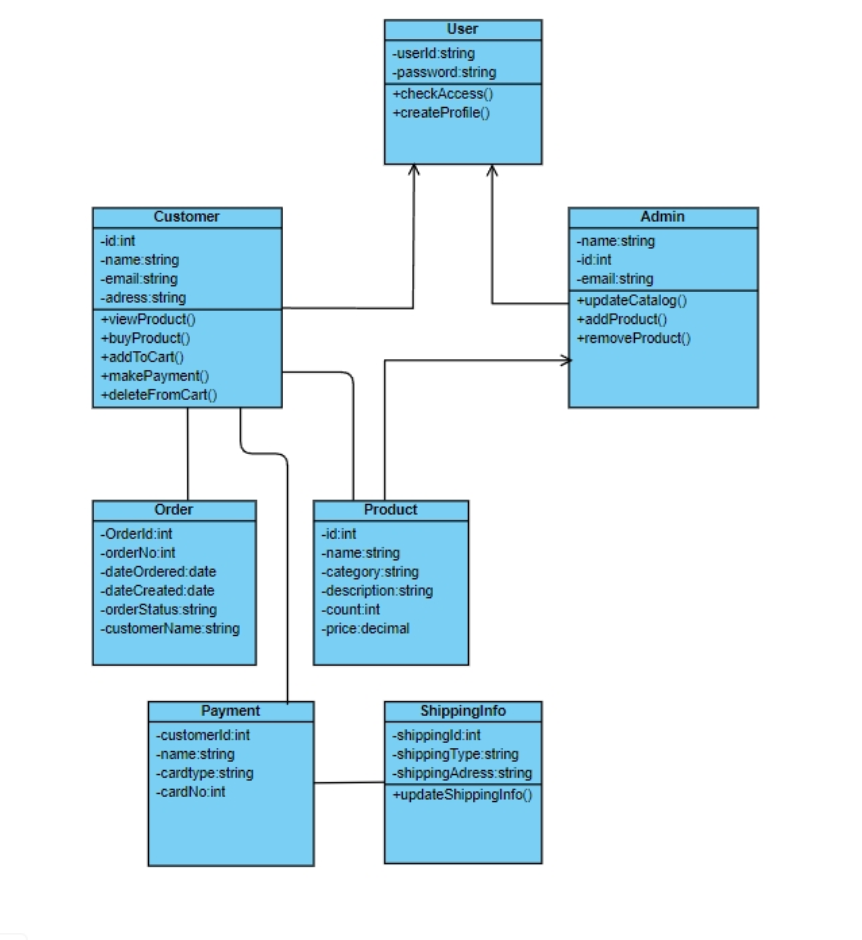 User
-userId:string
-password:string
+checkAccess()
+createProfile()
Customer
-id:int
-name:string
-email:string
-adress:string
+viewProduct()
+buyProduct()
+addToCart()
+makePayment()
+deleteFromCart()
Admin
-name:string
-id:int
-email:string
+updateCatalog()
+addProduct()
+removeProduct()
Order
-OrderId:int
-orderNo:int
-dateOrdered:date
-dateCreated:date
-orderStatus:string
-customerName:string
Product
-id:int
-name:string
-category:string
-description:string
-count:int
-price:decimal
Payment
-customerId:int
-name:string
-cardtype:string
-cardNo:int
ShippingInfo
-shippingId:int
-shippingType:string
-shippingAdress:string
+updateShippingInfo()